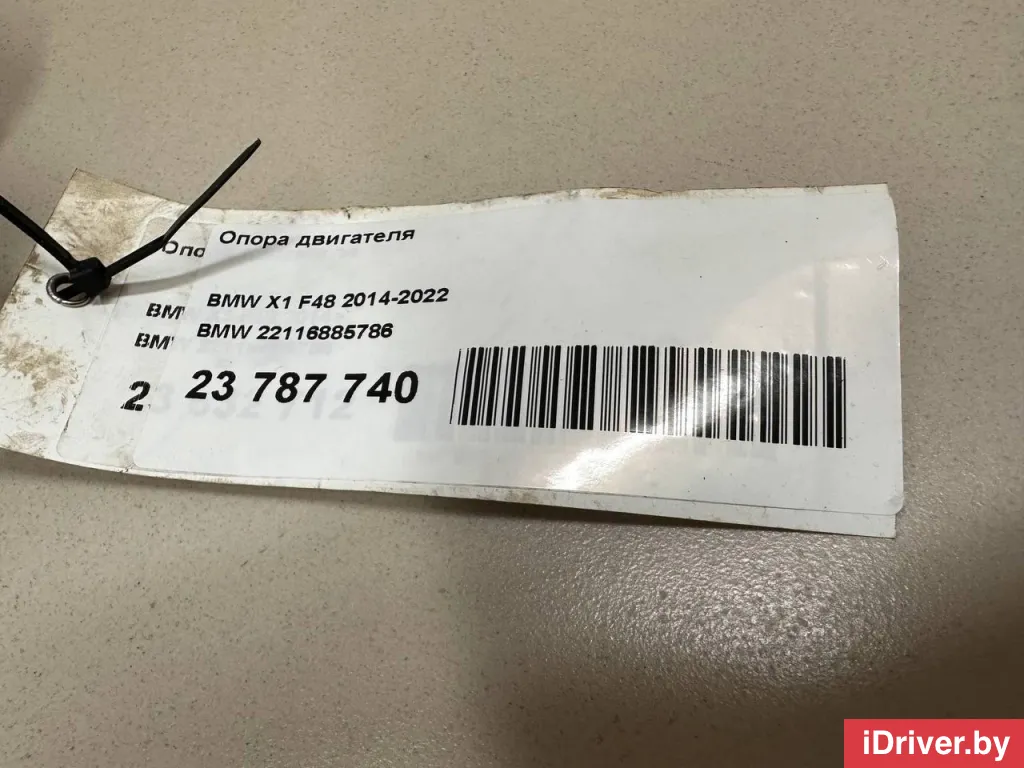 Опора двигателя
BMW X1 F48 2014-2022
BMW 22116885786
23 787 740
iDriver.by